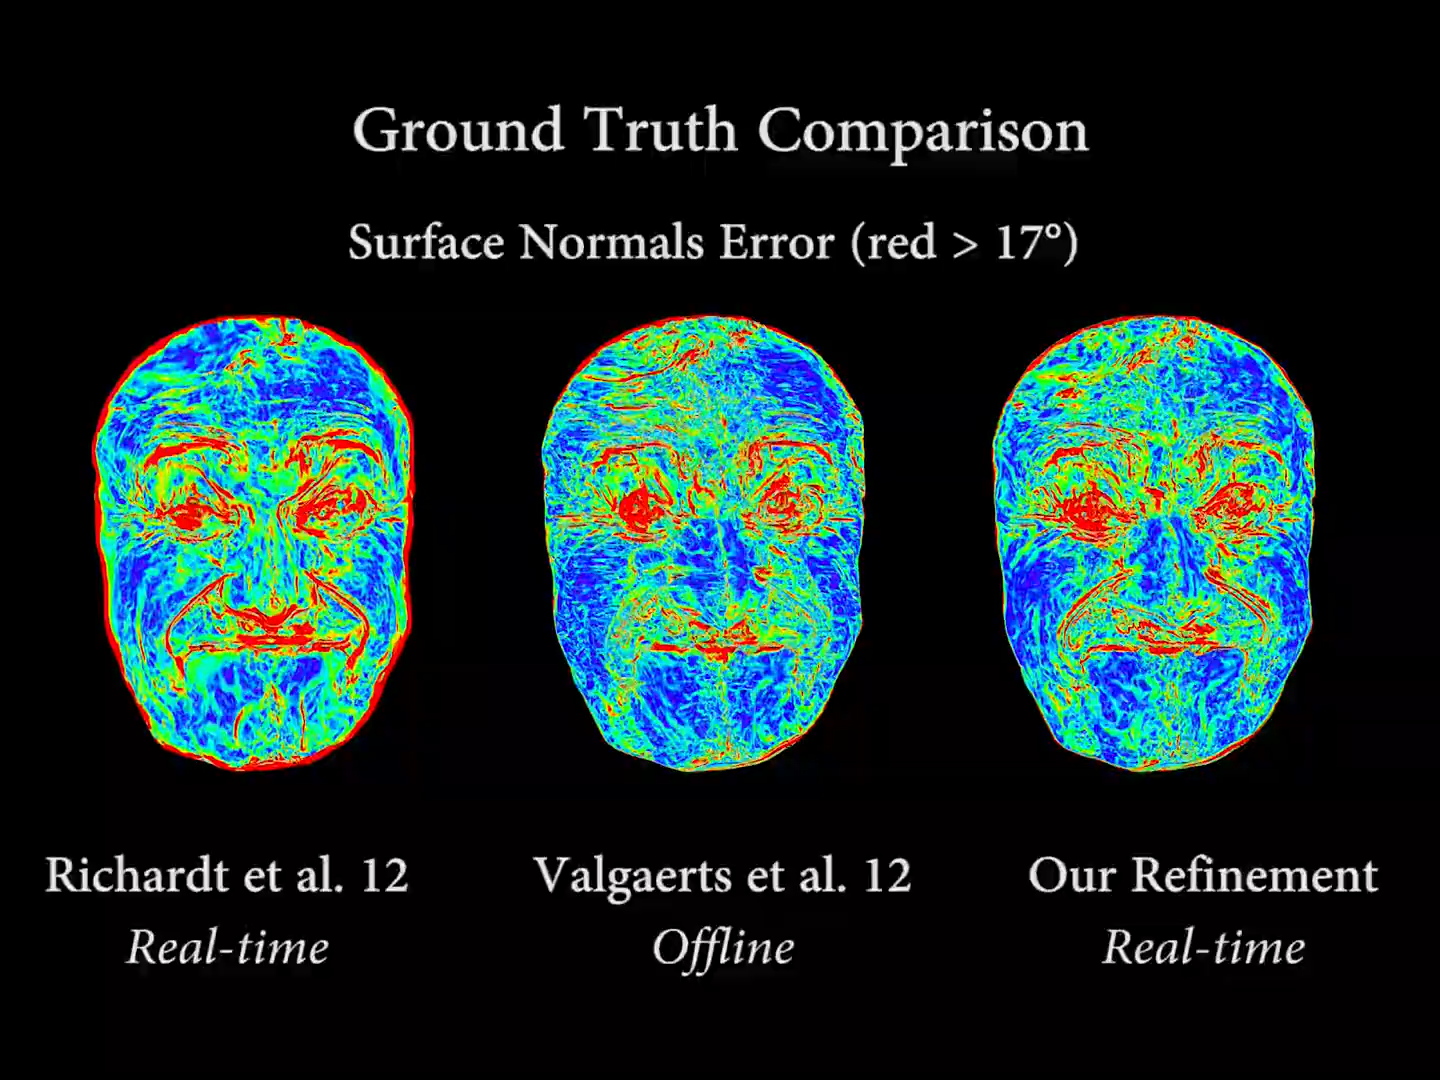 Ground Truth Comparison
Surface Normals Error (red > 17°)
Richardt et al. 12
Real-time
Valgaerts et al. 12
Offline
Our Refinement
Real-time